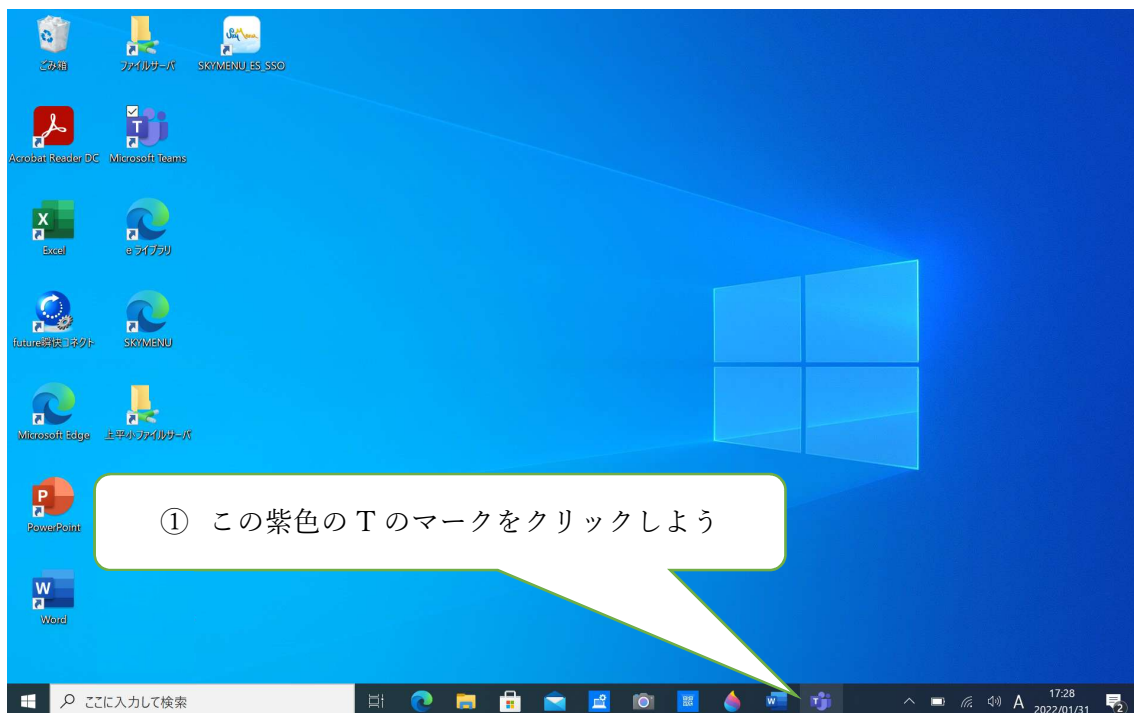 ごみ箱
ファイルサーバ
SKYMENU_ES_SSO
Acrobat Reader DC
Microsoft Teams
Excel
e ライブラリ
future瞬快コネクト
SKYMENU
Microsoft Edge
土平小ファイルサーバ
PowerPoint
① この紫色の T のマークをクリックしよう
Word
ここに入力して検索
A
17:28
2022/01/31
2